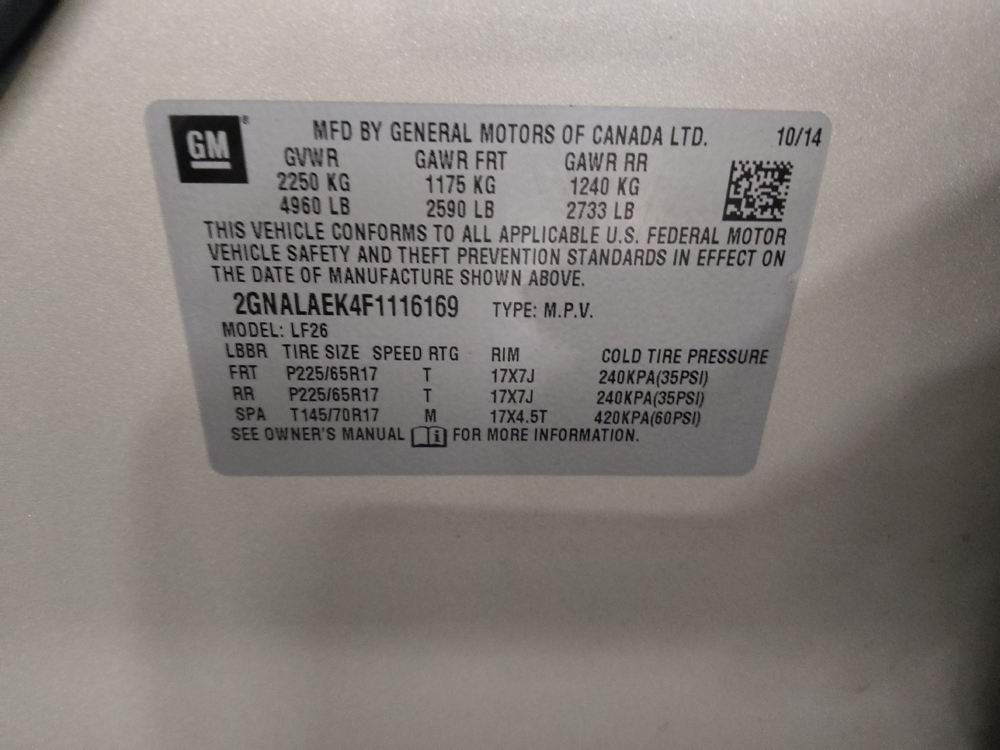 GM® MFD BY GENERAL MOTORS OF CANADA LTD. 10/14
GVWR GAWR FRT GAWR RR
2250 KG 1175 KG 1240 KG
4960 LB 2590 LB 2733 LB
THIS VEHICLE CONFORMS TO ALL APPLICABLE U.S. FEDERAL MOTOR
VEHICLE SAFETY AND THEFT PREVENTION STANDARDS IN EFFECT ON
THE DATE OF MANUFACTURE SHOWN ABOVE.
2GNALAEK4F1116169 TYPE: M.P.V.
MODEL: LF26
LBBR TIRE SIZE SPEED RTG RIM COLD TIRE PRESSURE
FRT P225/65R17 T 17X7J 240KPA(35PSI)
RR P225/65R17 T 17X7J 240KPA(35PSI)
SPA T145/70R17 M 17X4.5T 420KPA(60PSI)
SEE OWNER'S MANUAL i FOR MORE INFORMATION.